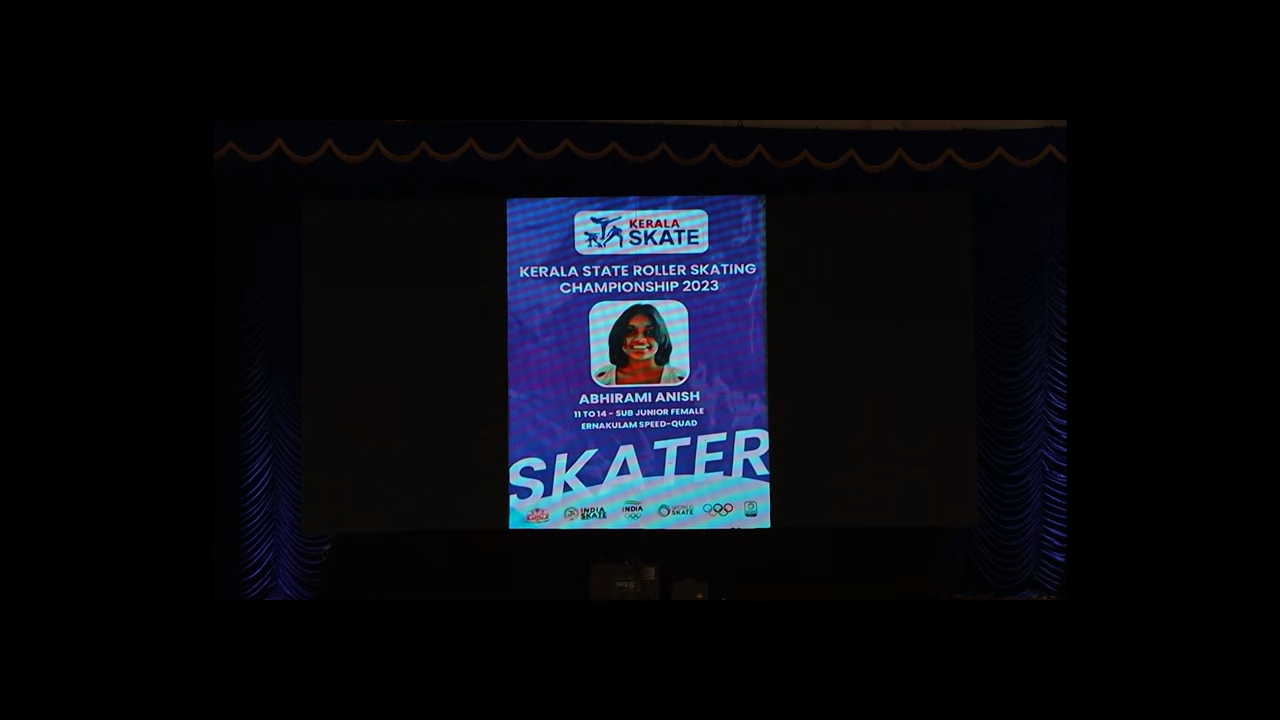 KERALA
SKATE
KERALA STATE ROLLER SKATING
CHAMPIONSHIP 2023
ABHIRAMI ANISH
11 TO 14 - SUB JUNIOR FEMALE
ERNAKULAM SPEED-QUAD
SKATER
INDIA
SKATE
INDIA
WORLD
SKATE